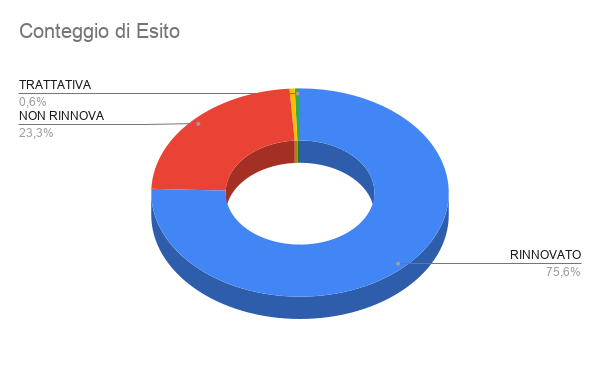 Conteggio di Esito
TRATTATIVA
0,6%
NON RINNOVA
23,3%
RINNOVATO
75,6%